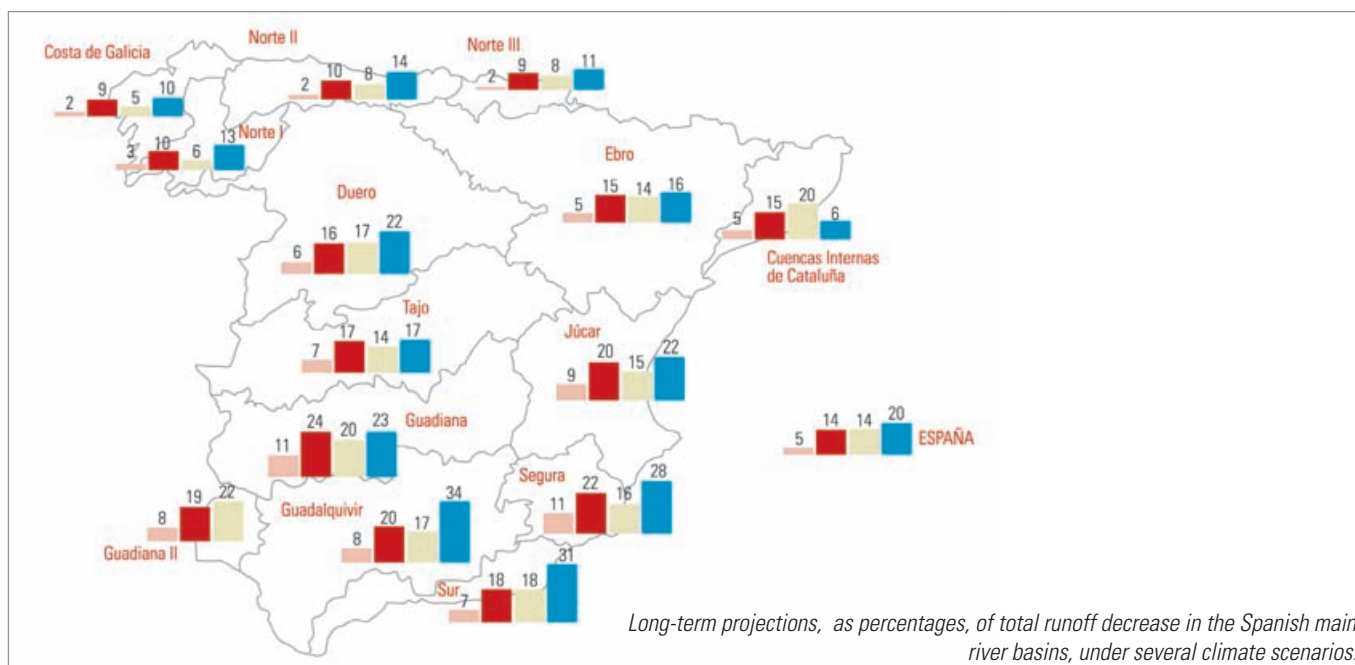 Norte II
Norte III
Costa de Galicia
2 9 5 10
2 10 8 14
2 9 8 11
Norte I
3 10 6 13
Ebro
5 15 14 16
Duero
6 16 17 22
5 15 20 6
Cuencas Internas
de Cataluña
Tajo
7 17 14 17
Júcar
9 20 15 22
Guadiana
11 24 20 23
5 14 14 20 ESPAÑA
Segura
11 22 16 28
8 19 22
Guadiana II
Guadalquivir
8 20 17 34
Sur
7 18 18 31
Long-term projections, as percentages, of total runoff decrease in the Spanish main
river basins, under several climate scenarios.